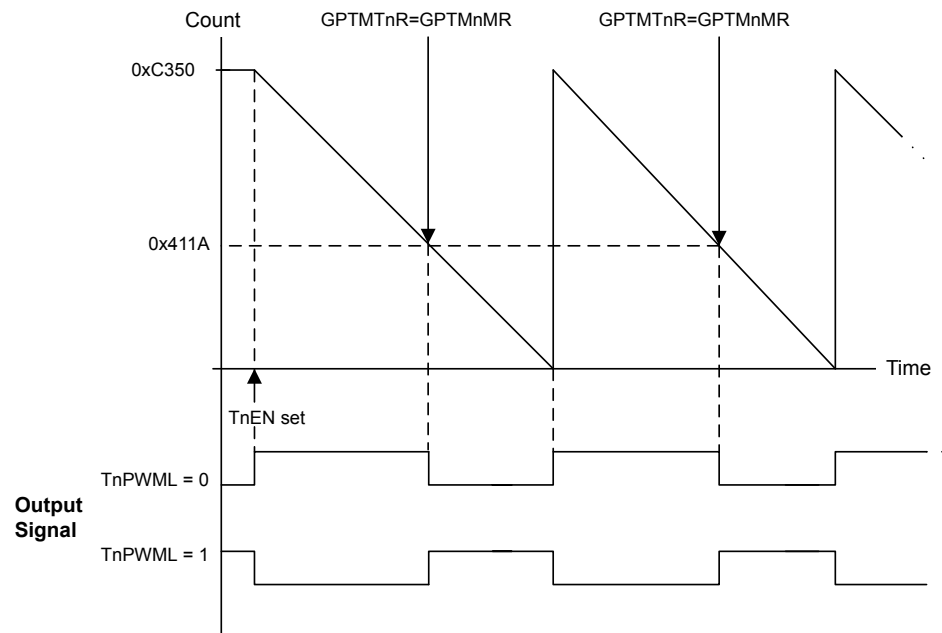 Count
GPTMTnR=GPTMnMR
GPTMTnR=GPTMnMR
0xC350
0x411A
Time
TnEN set
TnPWML = 0
Output
Signal
TnPWML = 1